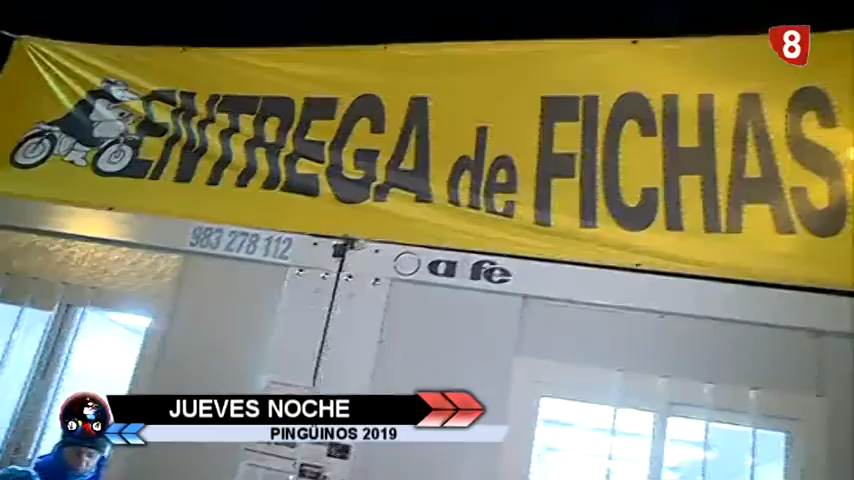 8
ENTREGA de FICHAS
983 278 112
afe
JUEVES NOCHE
PINGÜINOS 2019